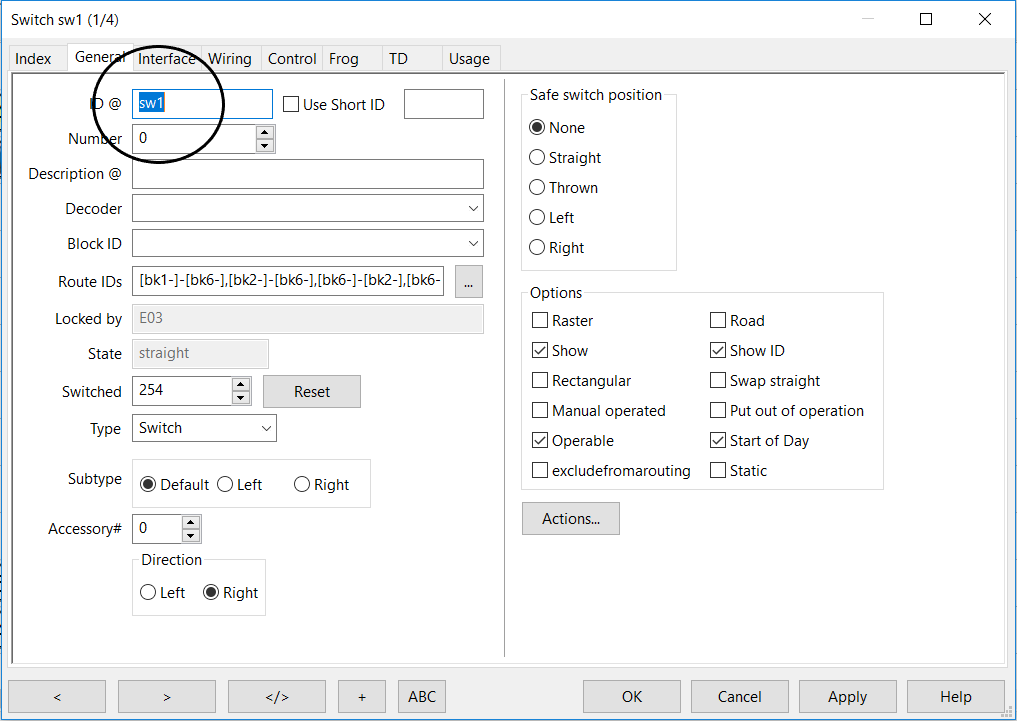 Switch sw1 (1/4)
Index General Interface Wiring Control Frog TD Usage
ID @ sw1 Use Short ID
Number 0
Description @
Decoder
Block ID
Route IDs [bk1-]-[bk6-],[bk2-]-[bk6-],[bk6-]-[bk2-],[bk6- ...
Locked by E03
State straight
Switched 254 Reset
Type Switch
Subtype Default Left Right
Accessory# 0
Direction
Left Right
Safe switch position
None
Straight
Thrown
Left
Right
Options
Raster Road
Show Show ID
Rectangular Swap straight
Manual operated Put out of operation
Operable Start of Day
excludefromarouting Static
Actions...
< > </> + ABC OK Cancel Apply Help